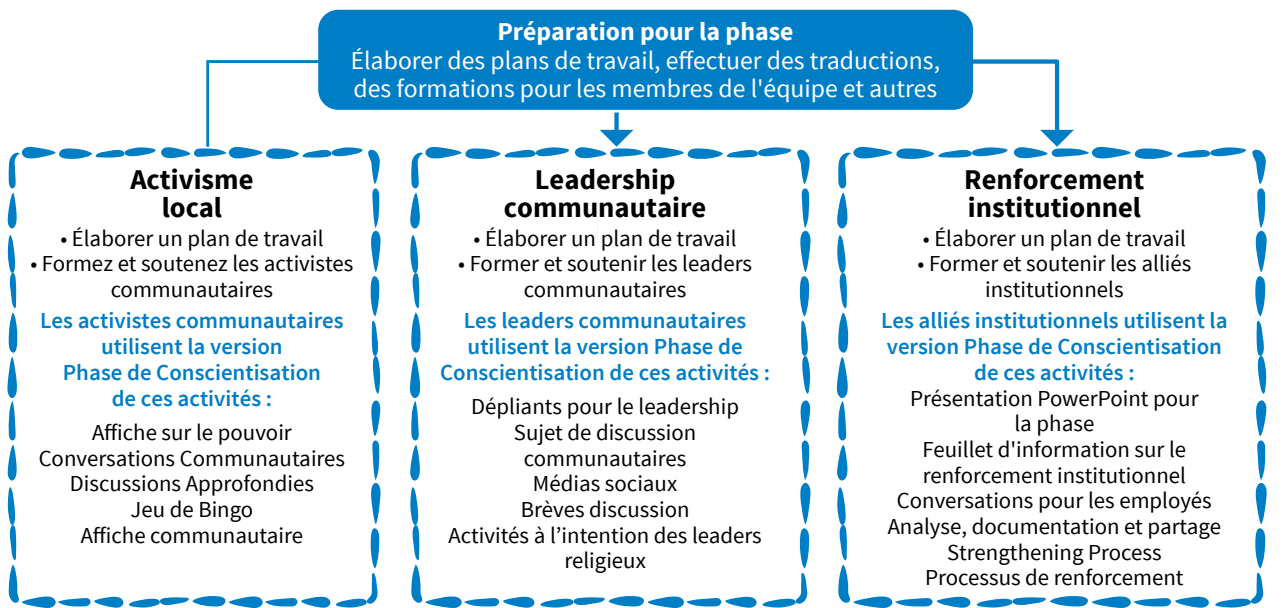 Préparation pour la phase
Élaborer des plans de travail, effectuer des traductions,
des formations pour les membres de l'équipe et autres
Activisme
local
• Élaborer un plan de travail
• Formez et soutenez les activistes
communautaires
Les activistes communautaires
utilisent la version
Phase de Conscientisation
de ces activités :
Affiche sur le pouvoir
Conversations Communautaires
Discussions Approfondies
Jeu de Bingo
Affiche communautaire
Leadership
communautaire
• Élaborer un plan de travail
• Former et soutenir les leaders
communautaires
Les leaders communautaires
utilisent la version Phase de
Conscientisation de ces activités :
Dépliants pour le leadership
Sujet de discussion
communautaires
Médias sociaux
Brèves discussion
Activités à l’intention des leaders
religieux
Renforcement
institutionnel
• Élaborer un plan de travail
• Former et soutenir les alliés
institutionnels
Les alliés institutionnels utilisent la
version Phase de Conscientisation
de ces activités :
Présentation PowerPoint pour
la phase
Feuillet d'information sur le
renforcement institutionnel
Conversations pour les employés
Analyse, documentation et partage
Strengthening Process
Processus de renforcement